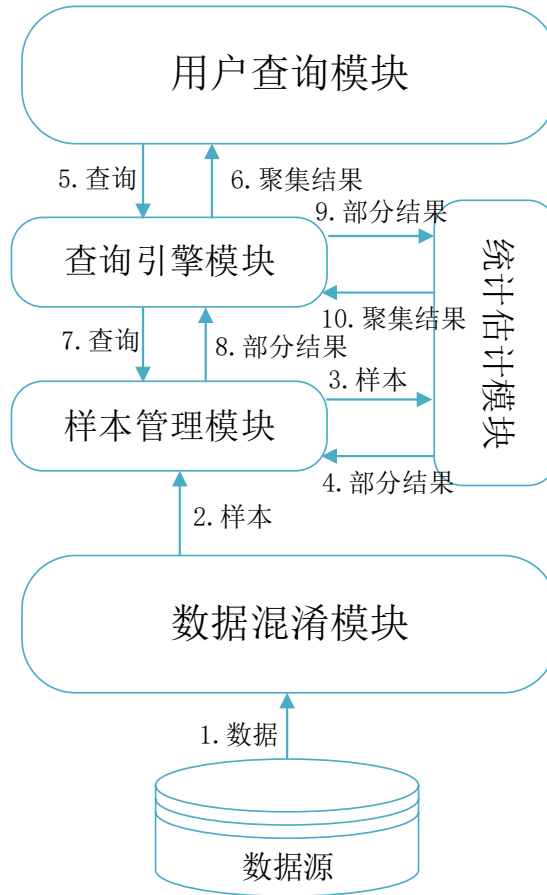 用户查询模块
5.查询
6.聚集结果
9.部分结果
查询引擎模块
统计估计模块
10.聚集结果
7.查询
8.部分结果
3.样本
样本管理模块
4.部分结果
2.样本
数据混淆模块
1.数据
数据源